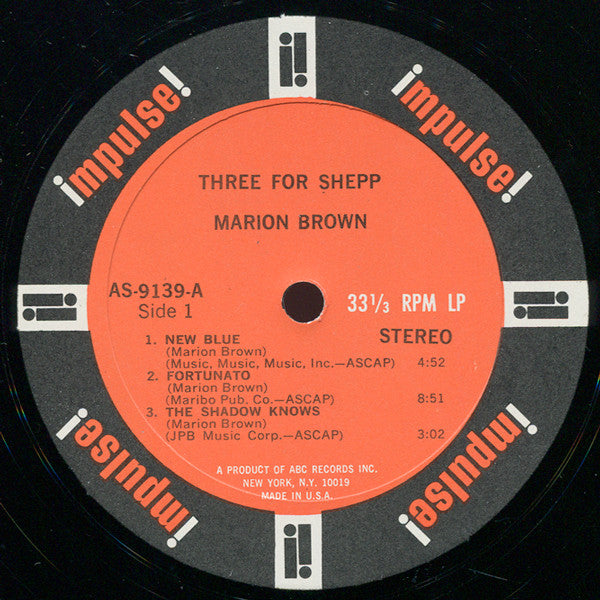 impulse!
impulse!
THREE FOR SHEPP
MARION BROWN
AS-9139-A
Side 1
33⅓ RPM LP
STEREO
1. NEW BLUE
(Marion Brown)
(Music, Music, Music, Inc.—ASCAP) 4:52
2. FORTUNATO
(Marion Brown)
(Maribo Pub. Co.—ASCAP) 8:51
3. THE SHADOW KNOWS
(Marion Brown)
(JPB Music Corp.—ASCAP) 3:02
A PRODUCT OF ABC RECORDS INC.
NEW YORK, N.Y. 10019
MADE IN U.S.A.
impulse!
impulse!